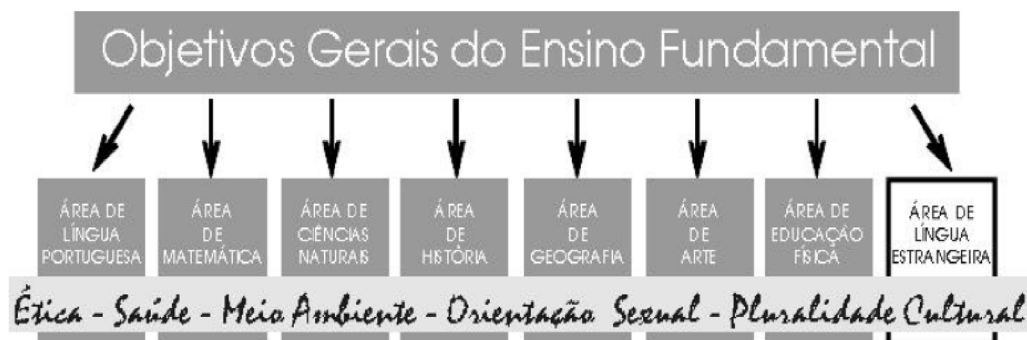 Objetivos Gerais do Ensino Fundamental
ÁREA DE
LÍNGUA
PORTUGUESA
ÁREA
DE
MATEMÁTICA
ÁREA DE
CIÊNCIAS
NATURAIS
ÁREA
DE
HISTÓRIA
ÁREA
DE
GEOGRAFIA
ÁREA
DE
ARTE
ÁREA DE
EDUCAÇÃO
FÍSICA
ÁREA DE
LÍNGUA
ESTRANGEIRA
Ética - Saúde - Meio Ambiente - Orientação Sexual - Pluralidade Cultural